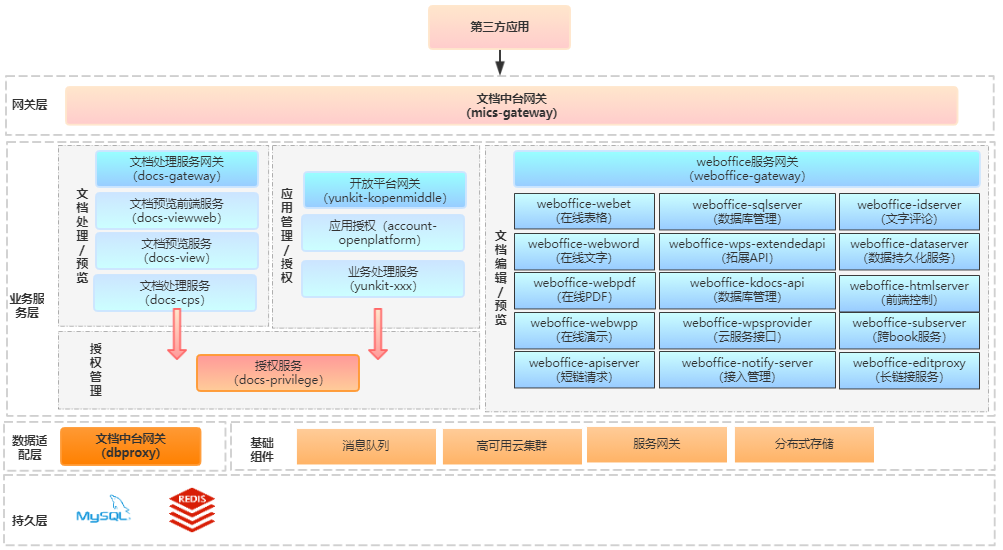 第三方应用
网关层
文档中台网关
(mics-gateway)
业务服
务层
文档处理/预览
文档处理服务网关
(docs-gateway)
文档预览前端服务
(docs-viewweb)
文档预览服务
(docs-view)
文档处理服务
(docs-cps)
应用管理/授权
开放平台网关
(yunkit-kopenmiddle)
应用授权（account-
openplatform）
业务处理服务
(yunkit-xxx)
授权管理
授权服务
(docs-privilege)
文档编辑/预览
weboffice服务网关
(weboffice-gateway)
weboffice-webet
(在线表格)
weboffice-sqlserver
(数据库管理)
weboffice-idserver
(文字评论)
weboffice-webword
(在线文字)
weboffice-wps-extendedapi
(拓展API)
weboffice-dataserver
(数据持久化服务)
weboffice-webpdf
(在线PDF)
weboffice-kdocs-api
(数据库管理)
weboffice-htmlserver
(前端控制)
weboffice-webwpp
(在线演示)
weboffice-wpsprovider
(云服务接口)
weboffice-subserver
(跨book服务)
weboffice-apiserver
(短链请求)
weboffice-notify-server
(接入管理)
weboffice-editproxy
(长链接服务)
数据适
配层
文档中台网关
(dbproxy)
基础
组件
消息队列
高可用云集群
服务网关
分布式存储
持久层
MySQL
REDIS